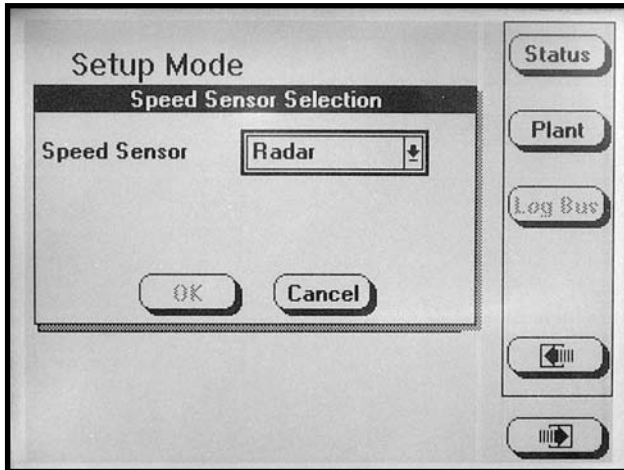 Setup Mode
Speed Sensor Selection
Speed Sensor
Radar
OK
Cancel
Status
Plant
Log Bus